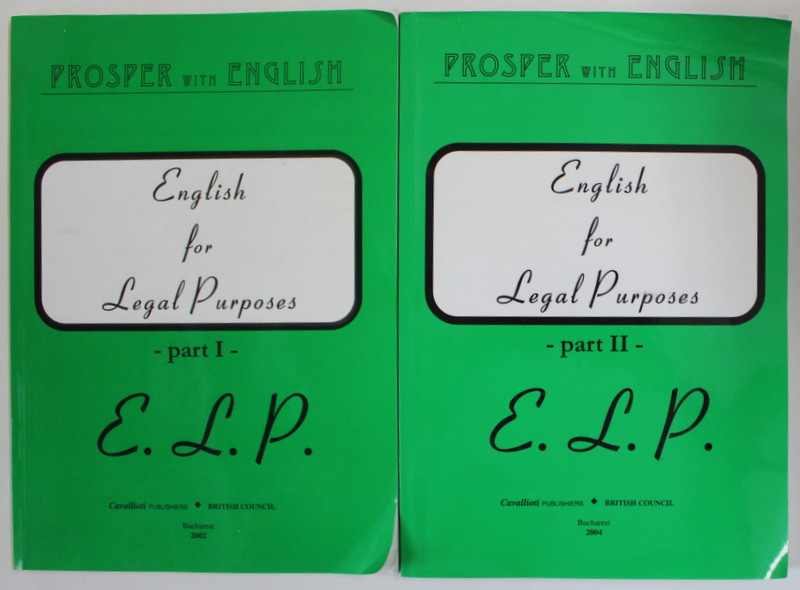 PROSPER WITH ENGLISH
English
for
Legal Purposes
- part I -
E. L. P.
Cavallioti PUBLISHERS ◆ BRITISH COUNCIL
Bucharest
2002
PROSPER WITH ENGLISH
English
for
Legal Purposes
- part II -
E. L. P.
Cavallioti PUBLISHERS ◆ BRITISH COUNCIL
Bucharest
2004